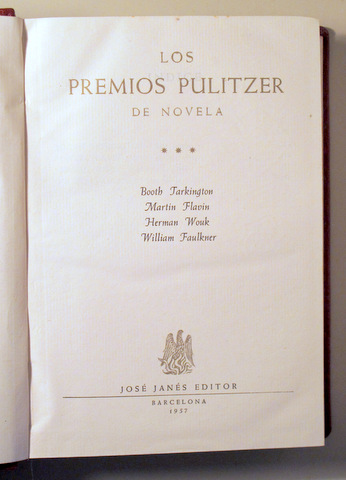 LOS
PREMIOS PULITZER
DE NOVELA
* * *
Booth Tarkington
Martin Flavin
Herman Wouk
William Faulkner
JOSÉ JANÉS EDITOR
BARCELONA
1957